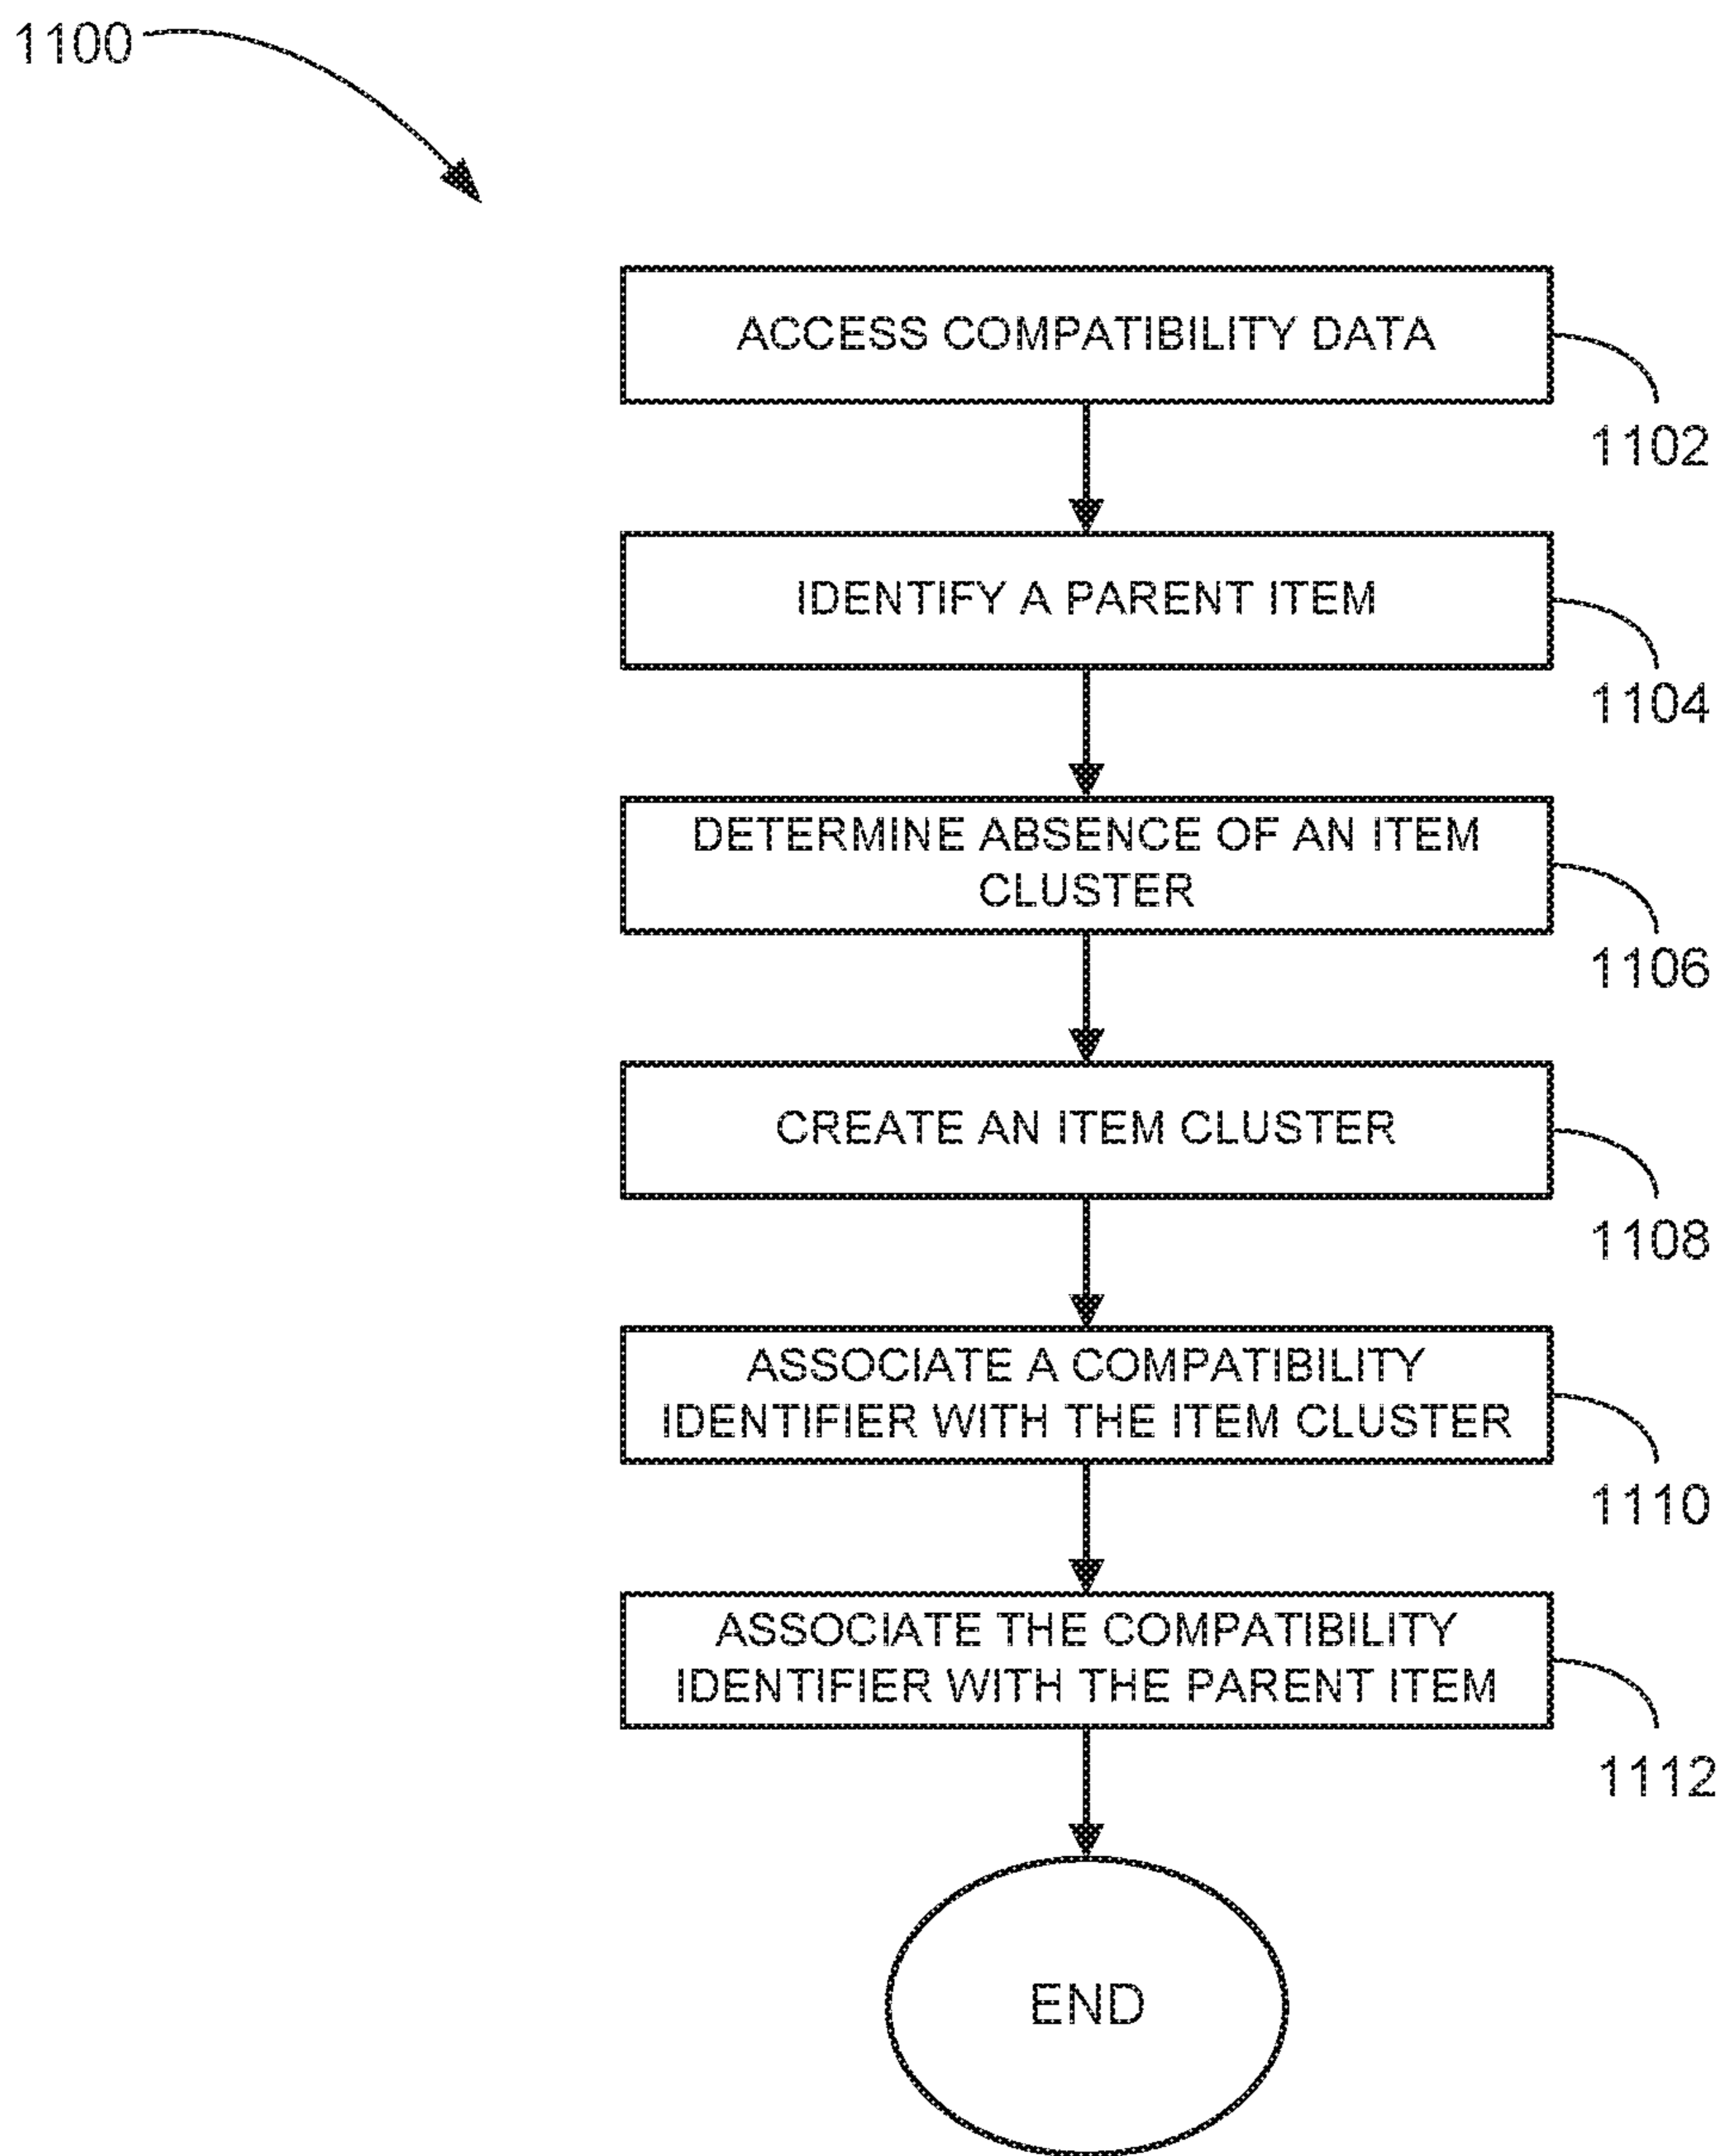 1100
ACCESS COMPATIBILITY DATA
1102
IDENTIFY A PARENT ITEM
1104
DETERMINE ABSENCE OF AN ITEM
CLUSTER
1106
CREATE AN ITEM CLUSTER
1108
ASSOCIATE A COMPATIBILITY
IDENTIFIER WITH THE ITEM CLUSTER
1110
ASSOCIATE THE COMPATIBILITY
IDENTIFIER WITH THE PARENT ITEM
1112
END